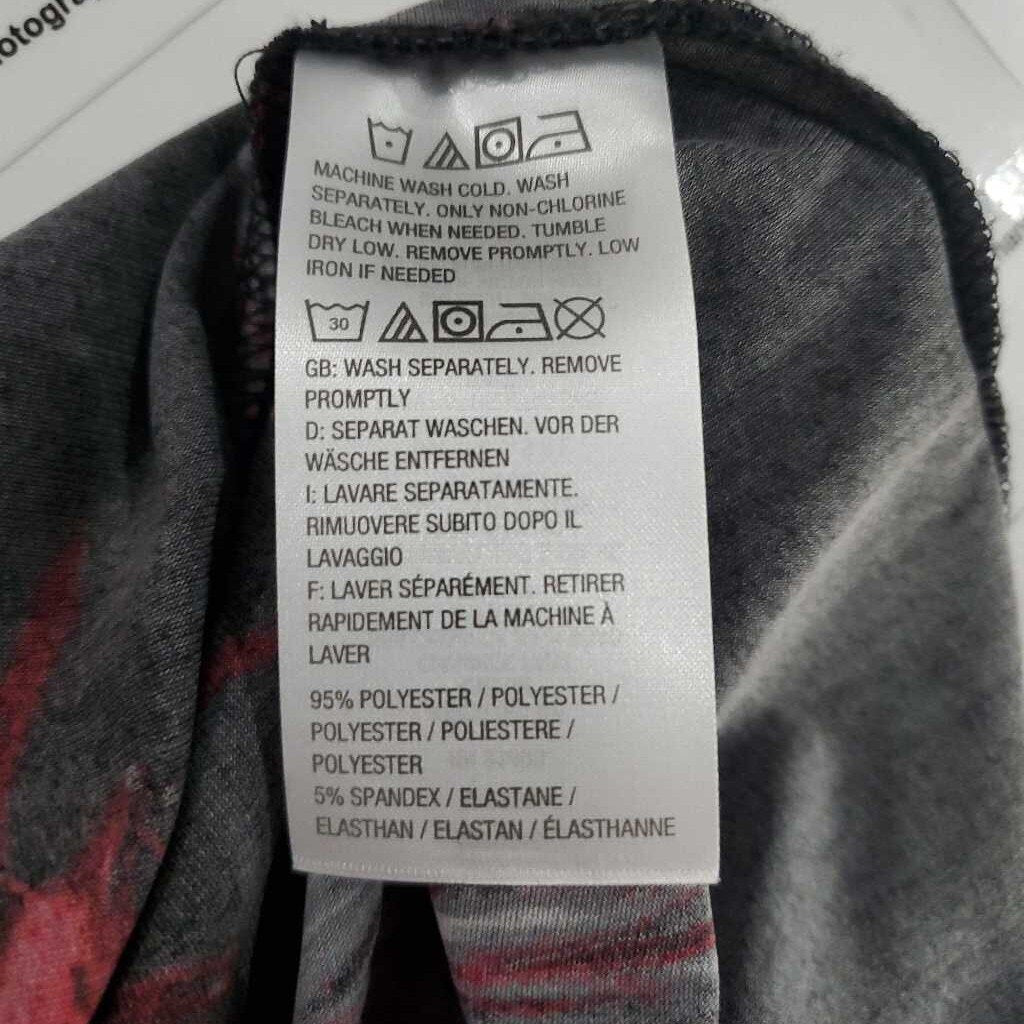 MACHINE WASH COLD. WASH
SEPARATELY. ONLY NON-CHLORINE
BLEACH WHEN NEEDED. TUMBLE
DRY LOW. REMOVE PROMPTLY. LOW
IRON IF NEEDED
30
GB: WASH SEPARATELY. REMOVE
PROMPTLY
D: SEPARAT WASCHEN. VOR DER
WÄSCHE ENTFERNEN
I: LAVARE SEPARATAMENTE.
RIMUOVERE SUBITO DOPO IL
LAVAGGIO
F: LAVER SÉPARÉMENT. RETIRER
RAPIDEMENT DE LA MACHINE À
LAVER
95% POLYESTER / POLYESTER /
POLYESTER / POLIESTERE /
POLYESTER
5% SPANDEX / ELASTANE /
ELASTHAN / ELASTAN / ÉLASTHANNE